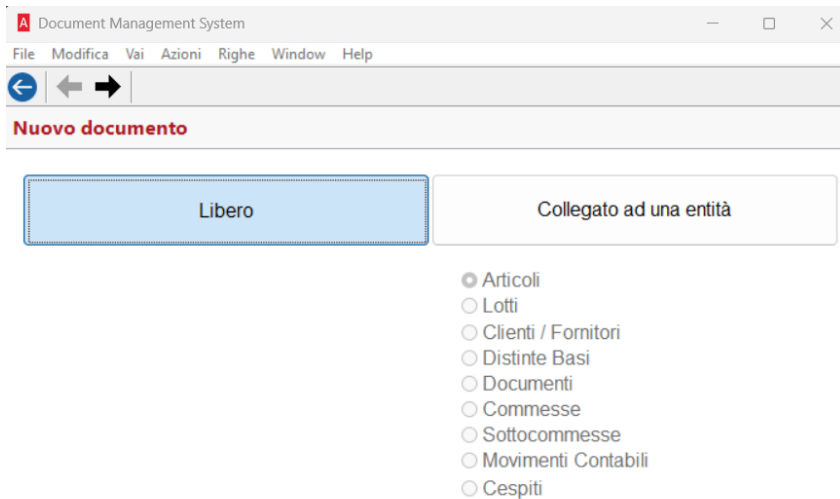 A Document Management System
File Modifica Vai Azioni Righe Window Help
Nuovo documento
Libero
Collegato ad una entità
Articoli
Lotti
Clienti / Fornitori
Distinte Basi
Documenti
Commesse
Sottocommesse
Movimenti Contabili
Cespiti